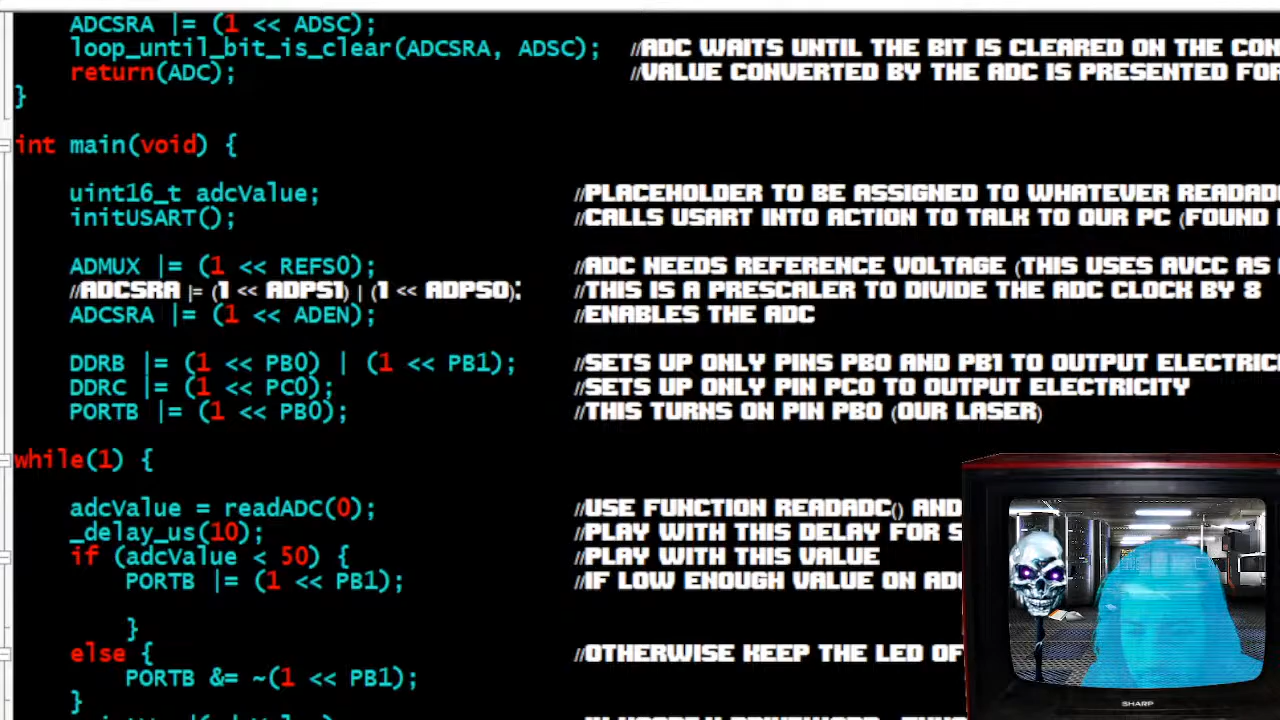 ADCSRA |= (1 << ADSC);
loop_until_bit_is_clear(ADCSRA, ADSC); //ADC WAITS UNTIL THE BIT IS CLEARED ON THE
return(ADC); //VALUE CONVERTED BY THE ADC IS PRESENTED
}
int main(void) {
uint16_t adcValue; //PLACEHOLDER TO BE ASSIGNED TO WHATEVER
initUSART(); //CALLS USART INTO ACTION TO TALK TO OUR PC (FOUND
ADMUX |= (1 << REFS0); //ADC NEEDS REFERENCE VOLTAGE (THIS USES AVCC AS
//ADCSRA |= (1 << ADPS1) | (1 << ADPS0); //THIS IS A PRESCALER TO DIVIDE THE ADC CLOCK BY 8
ADCSRA |= (1 << ADEN); //ENABLES THE ADC
DDRB |= (1 << PB0) | (1 << PB1); //SETS UP ONLY PINS PB0 AND PB1 TO OUTPUT
DDRC |= (1 << PC0); //SETS UP ONLY PIN PC0 TO OUTPUT ELECTRICITY
PORTB |= (1 << PB0); //THIS TURNS ON PIN PB0 (OUR LASER)
while(1) {
adcValue = readADC(0); //USE FUNCTION READADC() AND
_delay_us(10); //PLAY WITH THIS DELAY FOR
if (adcValue < 50) { //PLAY WITH THIS VALUE
PORTB |= (1 << PB1); //IF LOW ENOUGH VALUE ON
}
else { //OTHERWISE KEEP THE LED
PORTB &= ~(1 << PB1);
}
SHARP